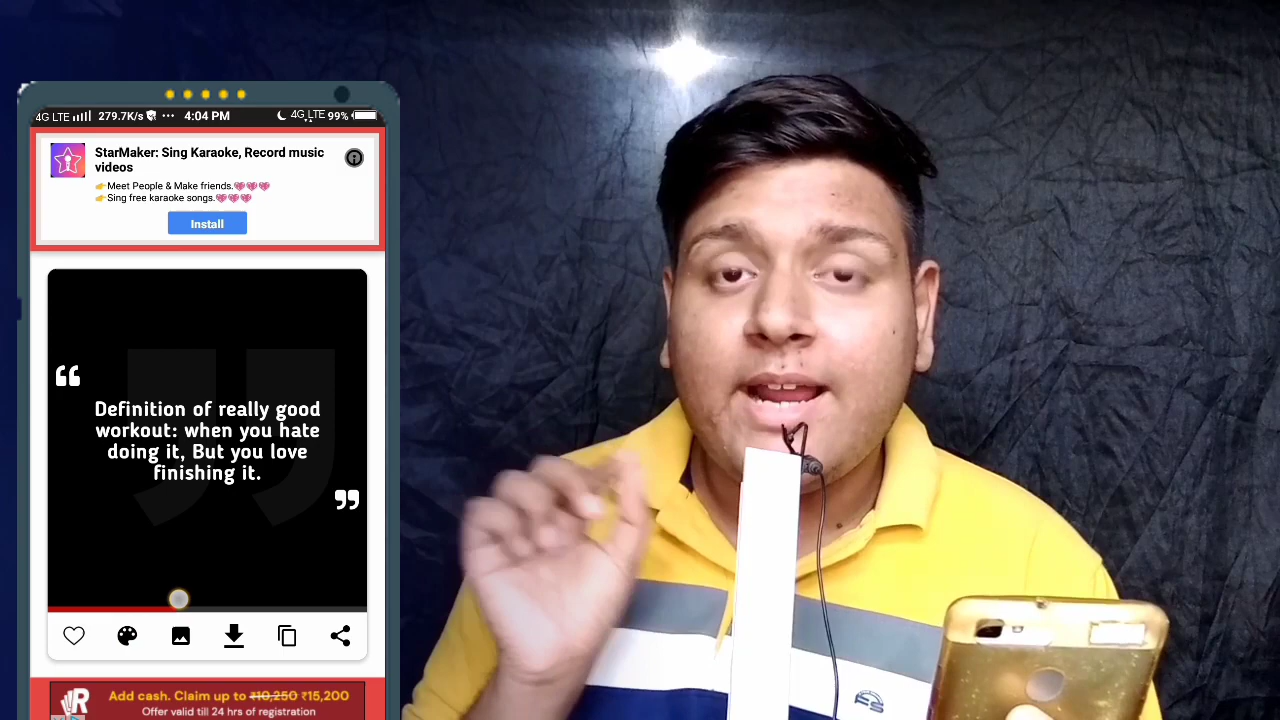 4G LTE 279.7K/s ... 4:04 PM 4G LTE 99%
StarMaker: Sing Karaoke, Record music
videos
👉Meet People & Make friends.💖💖💖
👉Sing free karaoke songs.💖💖💖
Install
“
Definition of really good
workout: when you hate
doing it, But you love
finishing it.
”
R Add cash. Claim up to ₹10,250 ₹15,200
Offer valid till 24 hrs of registration
FS